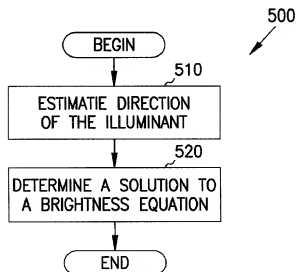 500
BEGIN
510
ESTIMATIE DIRECTION
OF THE ILLUMINANT
520
DETERMINE A SOLUTION TO
A BRIGHTNESS EQUATION
END